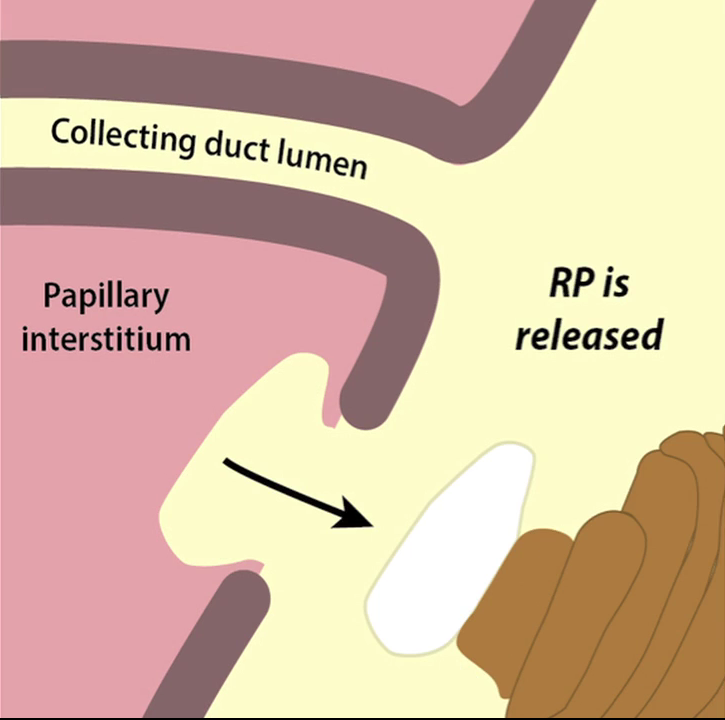 Collecting duct lumen
Papillary
interstitium
RP is
released